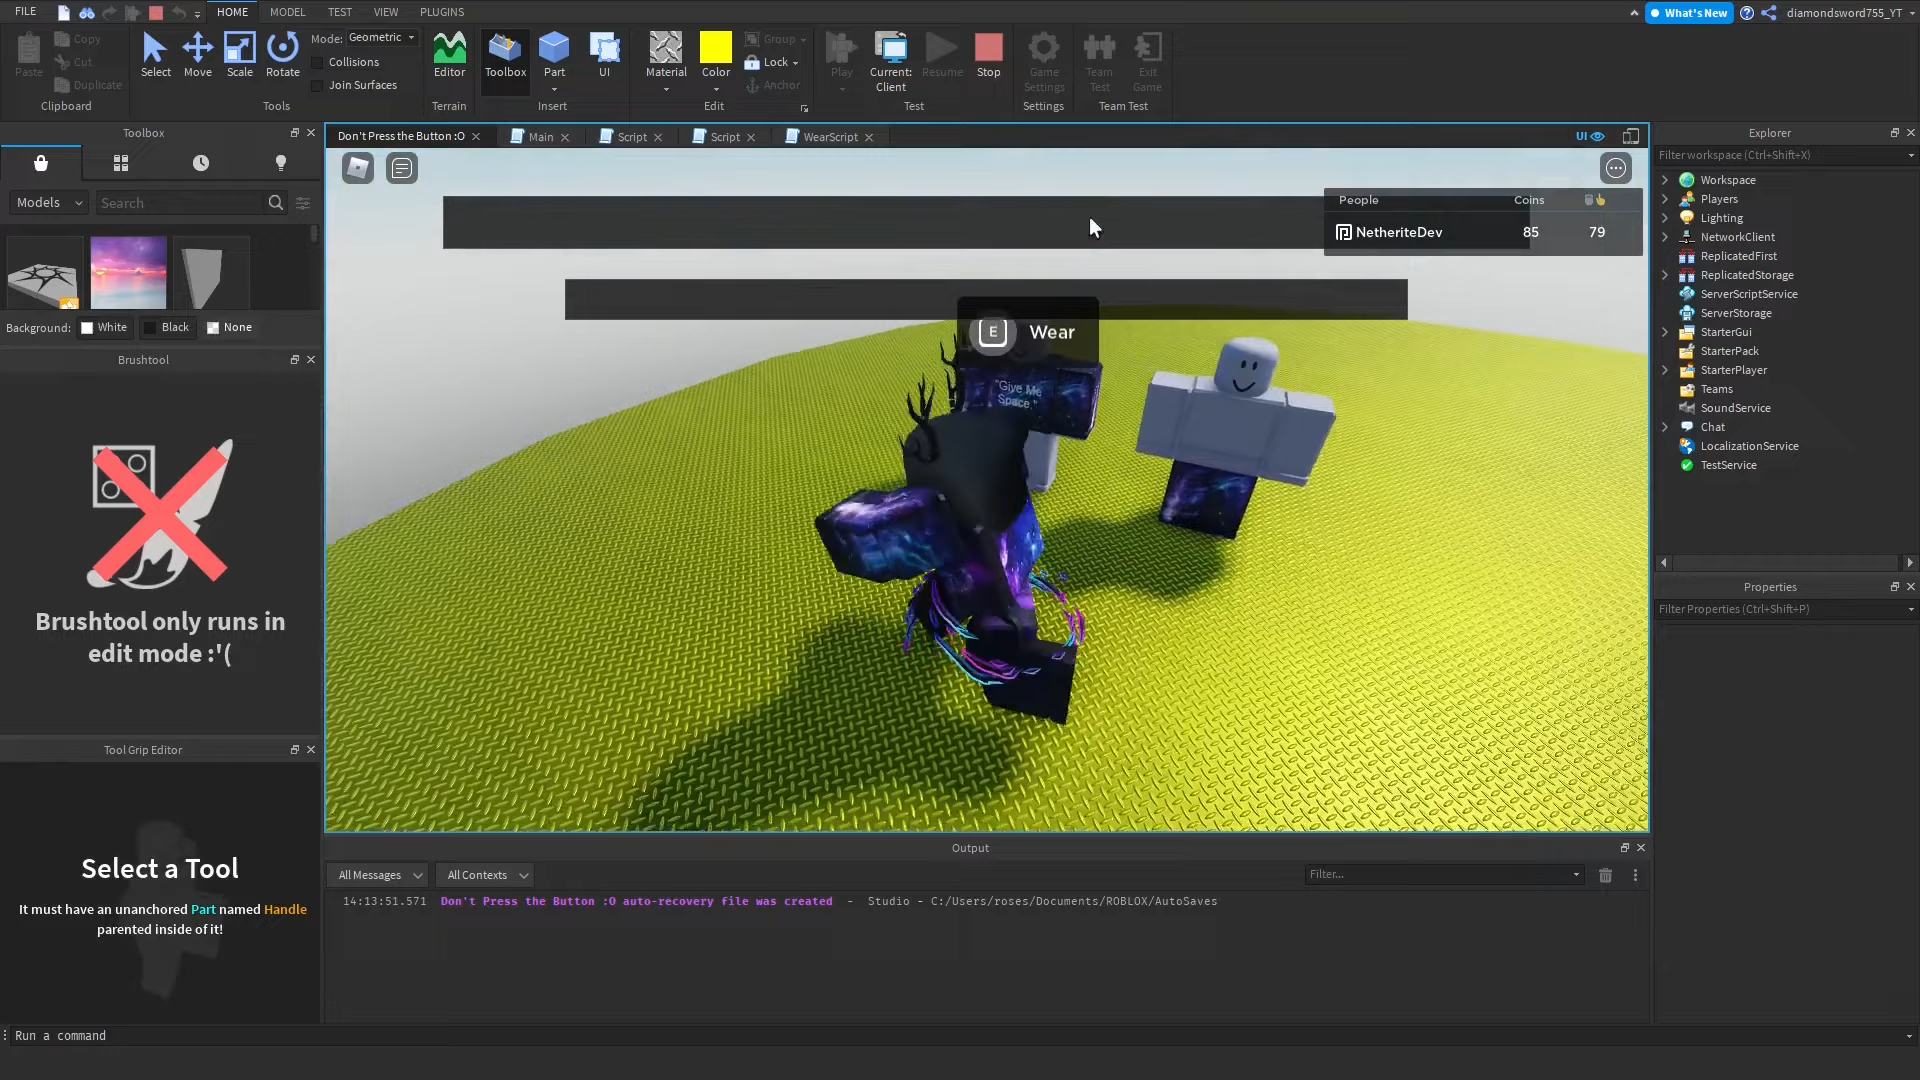 FILE
HOME
MODEL
TEST
VIEW
PLUGINS
What's New
diamondsword755_YT
Paste
Copy
Cut
Duplicate
Clipboard
Select
Move
Scale
Rotate
Mode: Geometric
Collisions
Join Surfaces
Tools
Editor
Terrain
Toolbox
Part
UI
Insert
Material
Color
Group
Lock
Anchor
Edit
Play
Current:
Client
Resume
Stop
Test
Game
Settings
Settings
Team
Test
Exit
Game
Team Test
Toolbox
Models
Search
Background: White Black None
Brushtool
Brushtool only runs in
edit mode :'(
Tool Grip Editor
Select a Tool
It must have an unanchored Part named Handle
parented inside of it!
Don't Press the Button :O
Main
Script
Script
WearScript
UI
People Coins
NetheriteDev 85 79
E Wear
"Give Me
Space."
Output
All Messages
All Contexts
Filter...
14:13:51.571 Don't Press the Button :O auto-recovery file was created - Studio - C:/Users/roses/Documents/ROBLOX/AutoSaves
Explorer
Filter workspace (Ctrl+Shift+X)
Workspace
Players
Lighting
NetworkClient
ReplicatedFirst
ReplicatedStorage
ServerScriptService
ServerStorage
StarterGui
StarterPack
StarterPlayer
Teams
SoundService
Chat
LocalizationService
TestService
Properties
Filter Properties (Ctrl+Shift+P)
Run a command